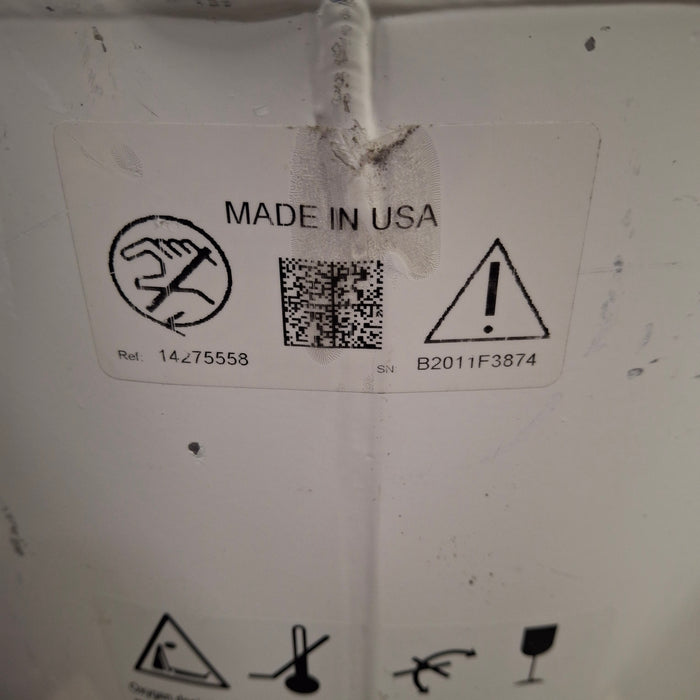 MADE IN USA
Ref: 14275558
SN B2011F3874